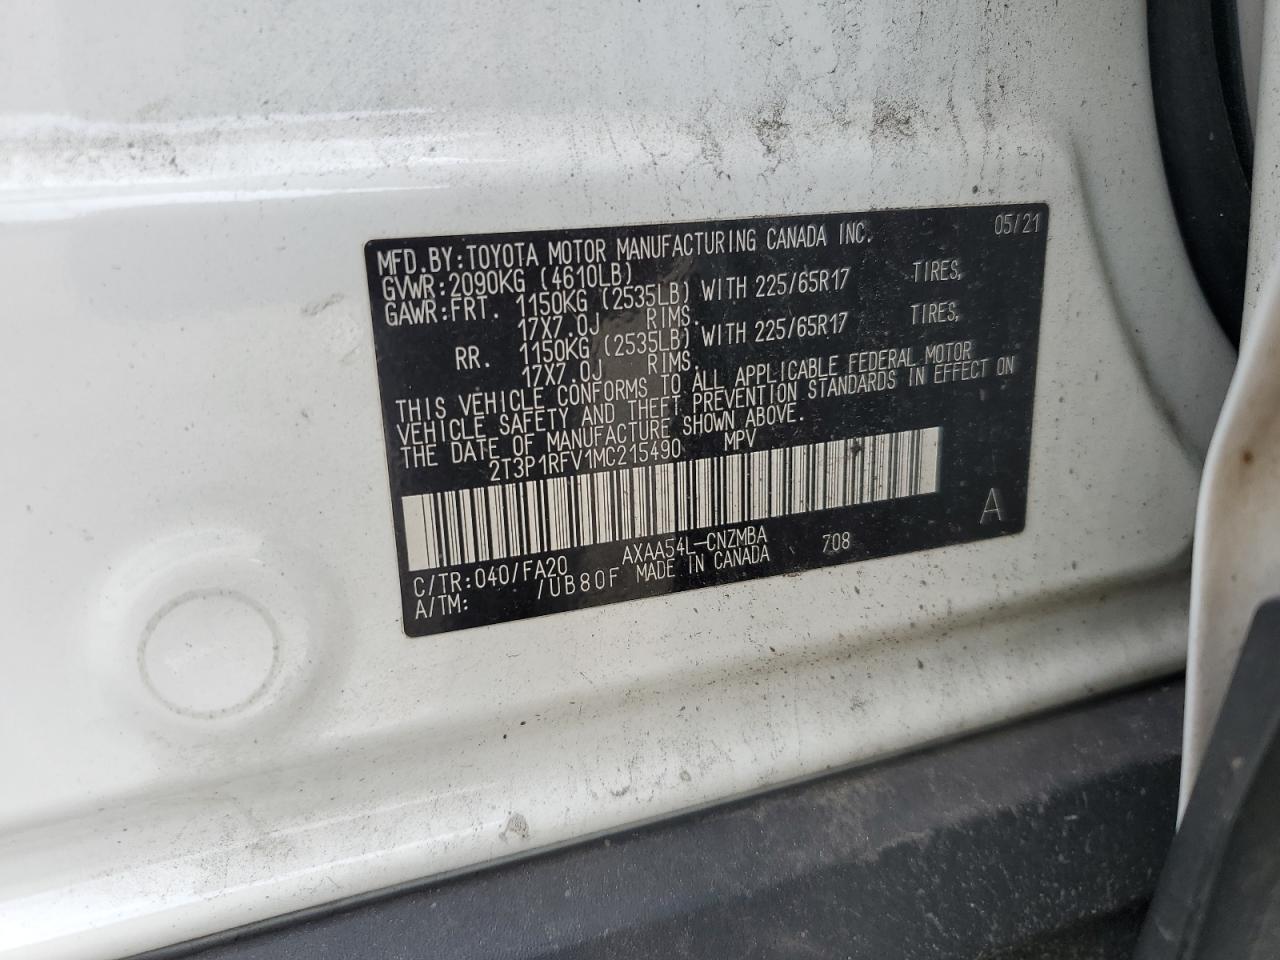 MFD.BY:TOYOTA MOTOR MANUFACTURING CANADA INC. 05/21
GVWR:2090KG (4610LB)
GAWR:FRT. 1150KG (2535LB) WITH 225/65R17 TIRES,
17X7.0J RIMS.
RR. 1150KG (2535LB) WITH 225/65R17 TIRES,
17X7.0J RIMS.
THIS VEHICLE CONFORMS TO ALL APPLICABLE FEDERAL MOTOR
VEHICLE SAFETY AND THEFT PREVENTION STANDARDS IN EFFECT ON
THE DATE OF MANUFACTURE SHOWN ABOVE.
2T3P1RFV1MC215490 MPV
A
C/TR:040/FA20 AXAA54L-CNZMBA 708
A/TM: /UB80F MADE IN CANADA